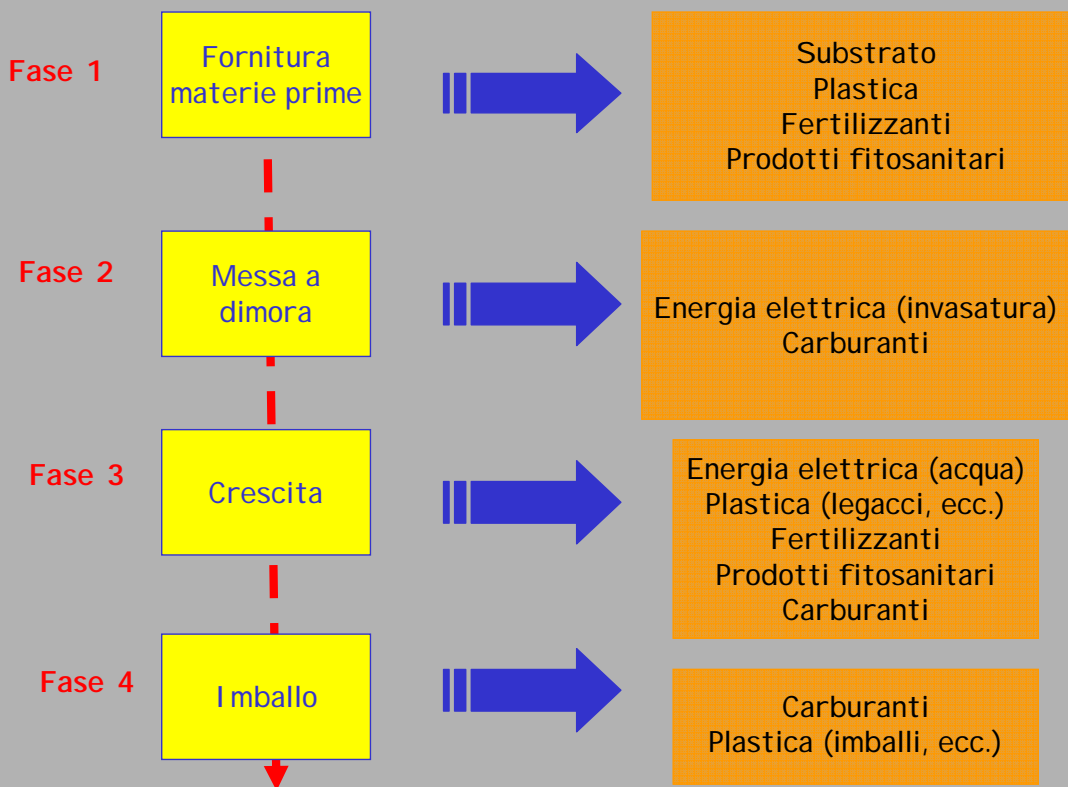 Fase 1
Fornitura
materie prime
Substrato
Plastica
Fertilizzanti
Prodotti fitosanitari
Fase 2
Messa a
dimora
Energia elettrica (invasatura)
Carburanti
Fase 3
Crescita
Energia elettrica (acqua)
Plastica (legacci, ecc.)
Fertilizzanti
Prodotti fitosanitari
Carburanti
Fase 4
Imballo
Carburanti
Plastica (imballi, ecc.)